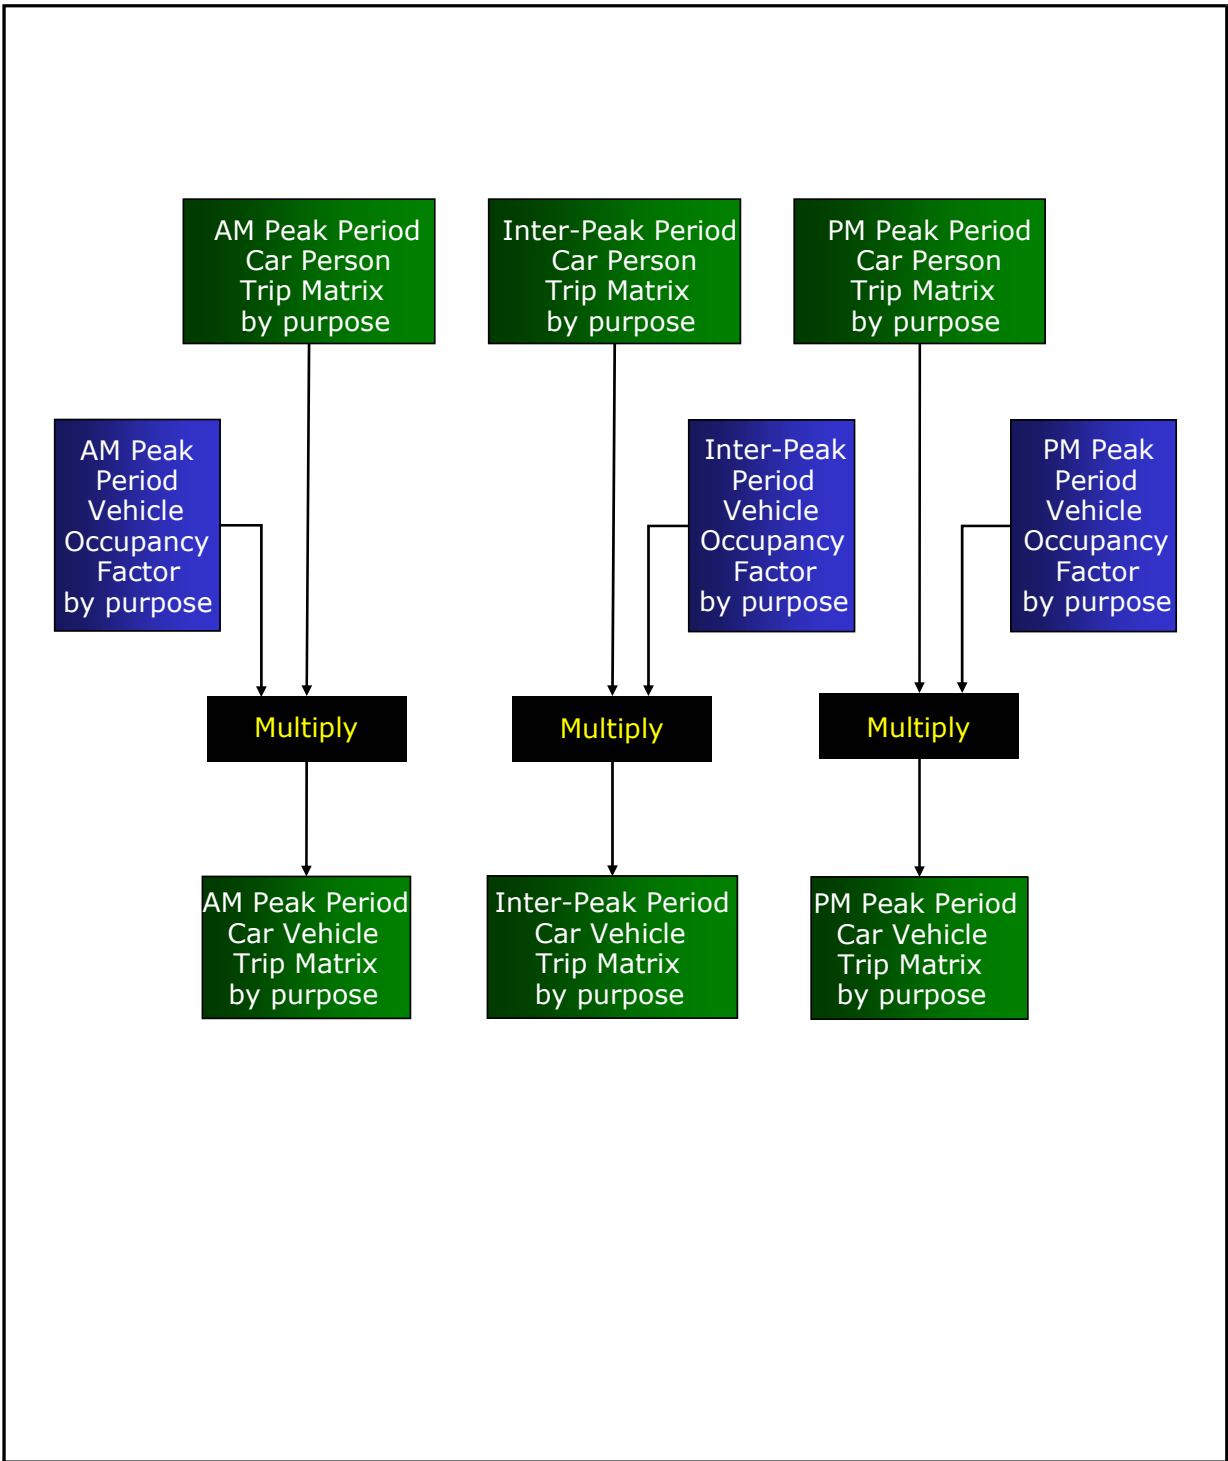 AM Peak Period
Car Person
Trip Matrix
by purpose
Inter-Peak Period
Car Person
Trip Matrix
by purpose
PM Peak Period
Car Person
Trip Matrix
by purpose
AM Peak
Period
Vehicle
Occupancy
Factor
by purpose
Inter-Peak
Period
Vehicle
Occupancy
Factor
by purpose
PM Peak
Period
Vehicle
Occupancy
Factor
by purpose
Multiply
Multiply
Multiply
AM Peak Period
Car Vehicle
Trip Matrix
by purpose
Inter-Peak Period
Car Vehicle
Trip Matrix
by purpose
PM Peak Period
Car Vehicle
Trip Matrix
by purpose